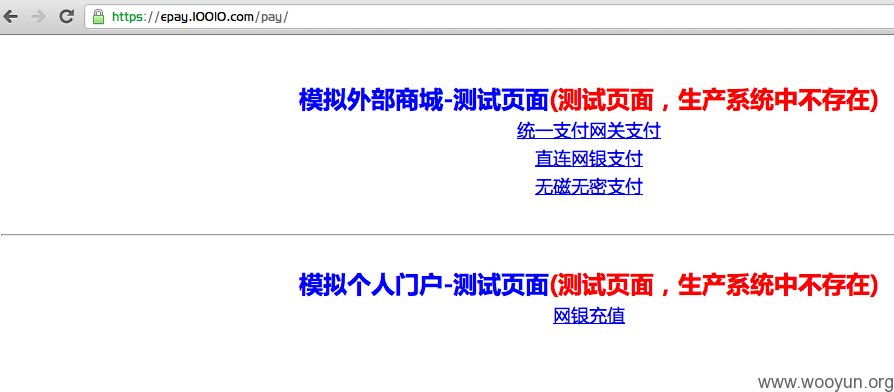 https://epay.10010.com/pay/
模拟外部商城-测试页面(测试页面，生产系统中不存在)
统一支付网关支付
直连网银支付
无磁无密支付
模拟个人门户-测试页面(测试页面，生产系统中不存在)
网银充值
www.wooyun.org